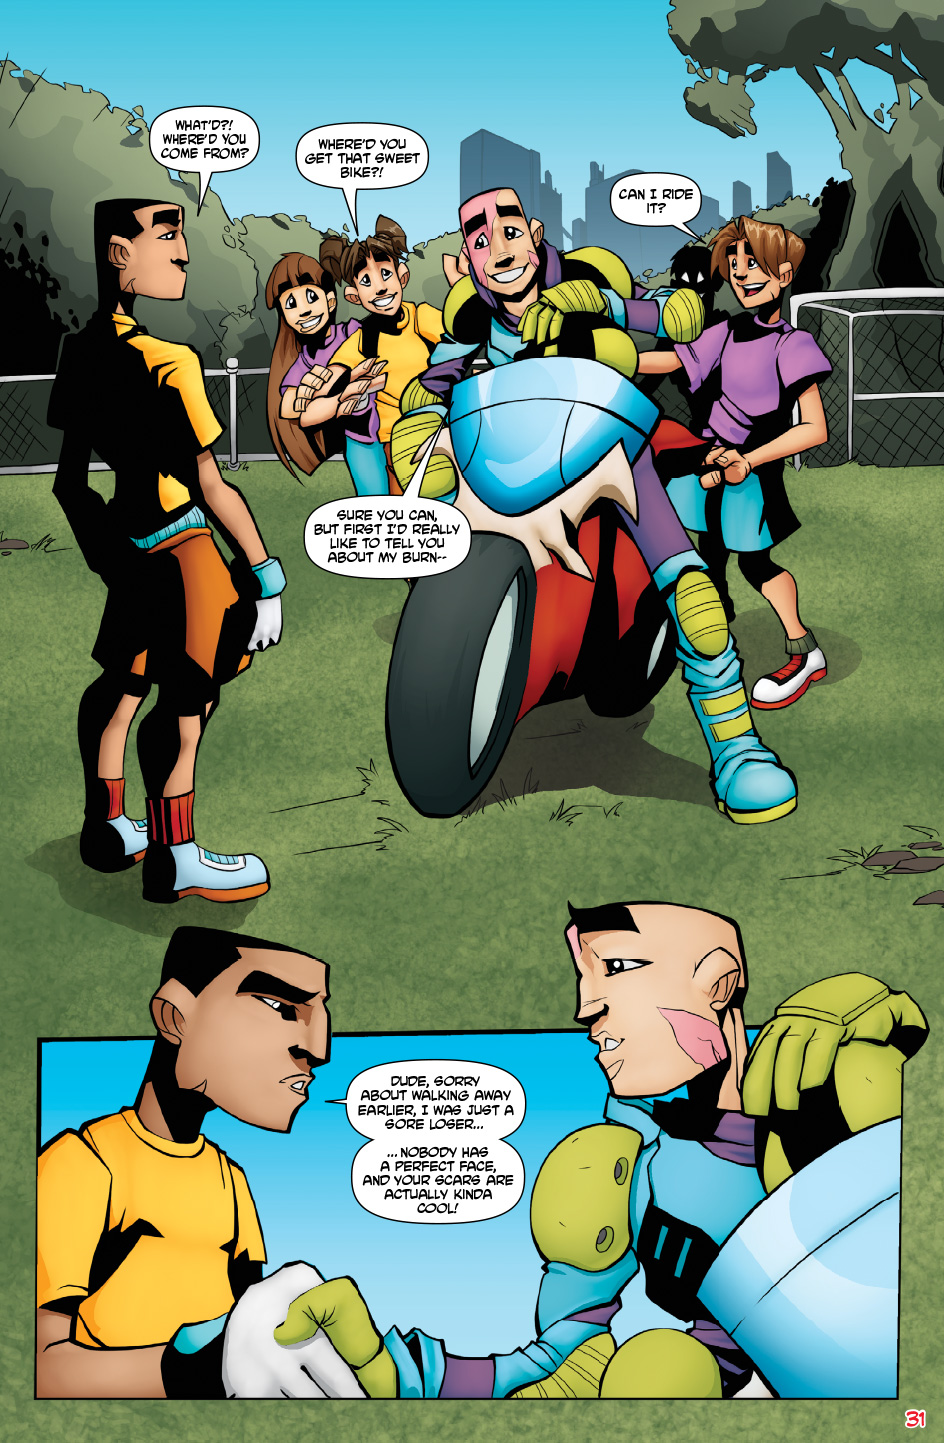 WHAT'D?!
WHERE'D YOU
COME FROM?
WHERE'D YOU
GET THAT SWEET
BIKE?!
CAN I RIDE
IT?
SURE YOU CAN,
BUT FIRST I'D REALLY
LIKE TO TELL YOU
ABOUT MY BURN--
DUDE, SORRY
ABOUT WALKING AWAY
EARLIER, I WAS JUST A
SORE LOSER...
...NOBODY HAS
A PERFECT FACE,
AND YOUR SCARS ARE
ACTUALLY KINDA
COOL!
31